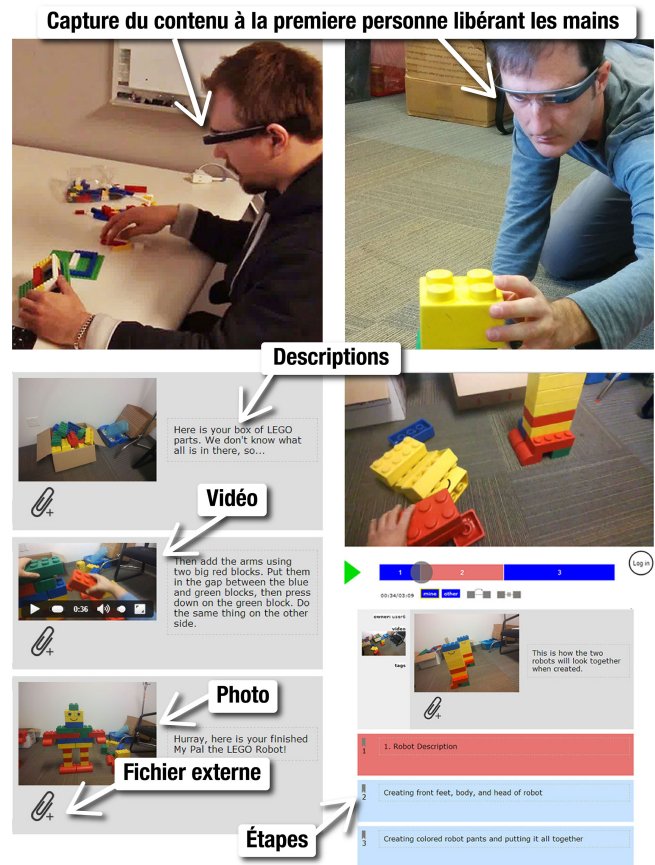 Capture du contenu à la premiere personne libérant les mains
Descriptions
Here is your box of LEGO
parts. We don't know what
all is in there, so...
Vidéo
Then add the arms using
two big red blocks. Put them
in the gap between the blue
and green blocks, then press
down on the green block. Do
the same thing on the other
side.
0:36
Photo
Hurray, here is your finished
My Pal the LEGO Robot!
Fichier externe
Étapes
Log in
1 2 3
00:34/03:09 mine other
owner: user6
video
tags
This is how the two
robots will look together
when created.
1 1. Robot Description
2 Creating front feet, body, and head of robot
3 Creating colored robot pants and putting it all together